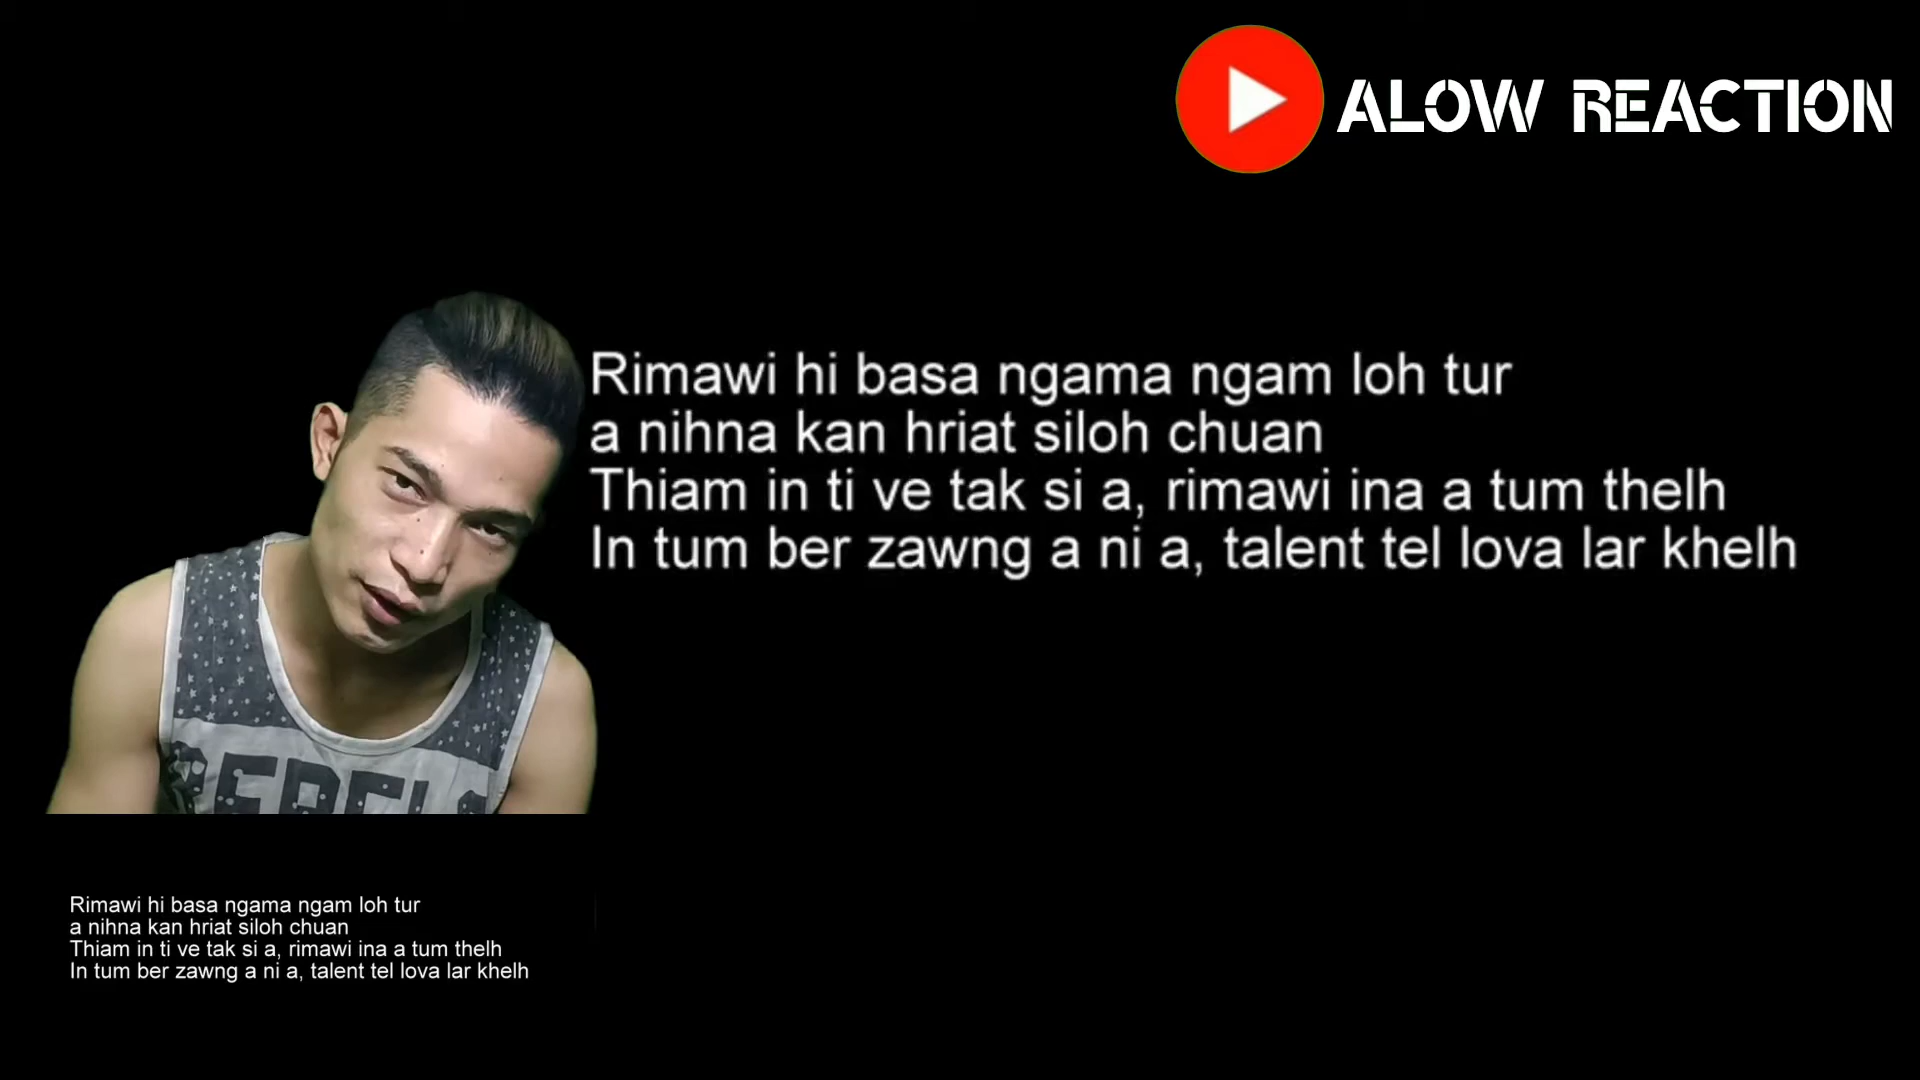 ALOW REACTION
Rimawi hi basa ngama ngam loh tur
a nihna kan hriat siloh chuan
Thiam in ti ve tak si a, rimawi ina a tum thelh
In tum ber zawng a ni a, talent tel lova lar khelh
REBELS
Rimawi hi basa ngama ngam loh tur
a nihna kan hriat siloh chuan
Thiam in ti ve tak si a, rimawi ina a tum thelh
In tum ber zawng a ni a, talent tel lova lar khelh